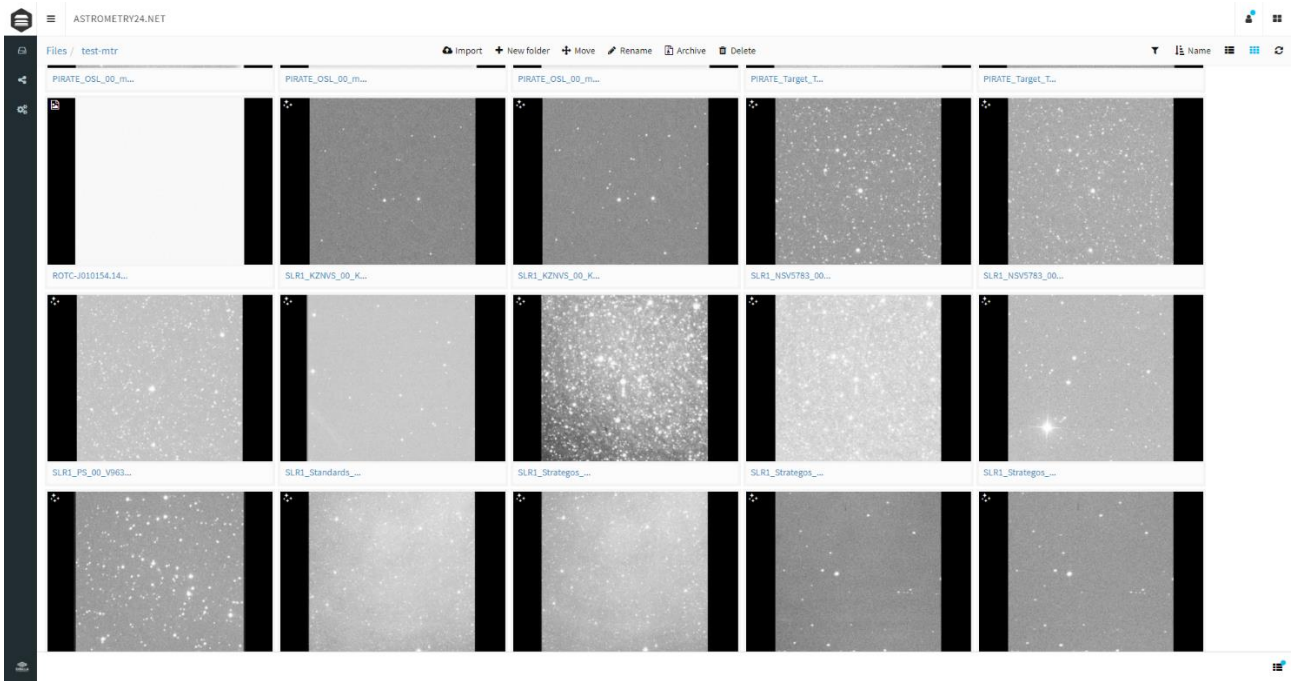 ASTROMETRY24.NET
Files / test-mtr
Import New folder Move Rename Archive Delete
Name
PIRATE_OSL_00_m...
PIRATE_OSL_00_m...
PIRATE_OSL_00_m...
PIRATE_Target_T...
PIRATE_Target_T...
ROTC-J010154.14...
SLR1_KZNVS_00_K...
SLR1_KZNVS_00_K...
SLR1_NSV5783_00...
SLR1_NSV5783_00...
SLR1_PS_00_V963...
SLR1_Standards_...
SLR1_Strategos_...
SLR1_Strategos_...
SLR1_Strategos_...